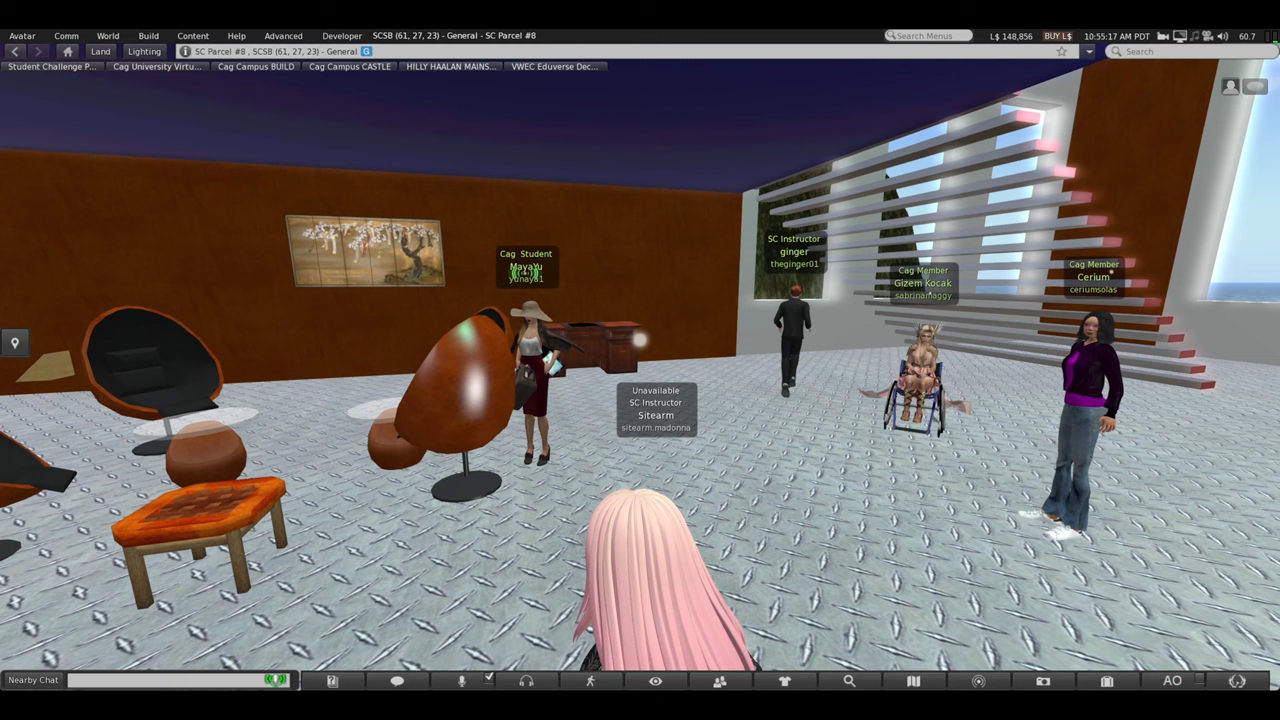 Avatar Comm World Build Content Help Advanced Developer SCSB (61, 27, 23) - General - SC Parcel #8 Search Menus L$ 148,856 BUY L$ 10:55:17 AM PDT 60.7
Land Lighting SC Parcel #8 , SCSB (61, 27, 23) - General G Search
Student Challenge P... Cag University Virtu... Cag Campus BUILD Cag Campus CASTLE HILLY HAALAN MAINS... VWEC Eduverse Dec...
SC Instructor
ginger
theginger01
Cag Student
MayaYu
yunaya1
Cag Member
Gizem Kocak
sabrinamaggy
Cag Member
Cerium
ceriumsolas
Unavailable
SC Instructor
Sitearm
sitearm.madonna
Nearby Chat AO